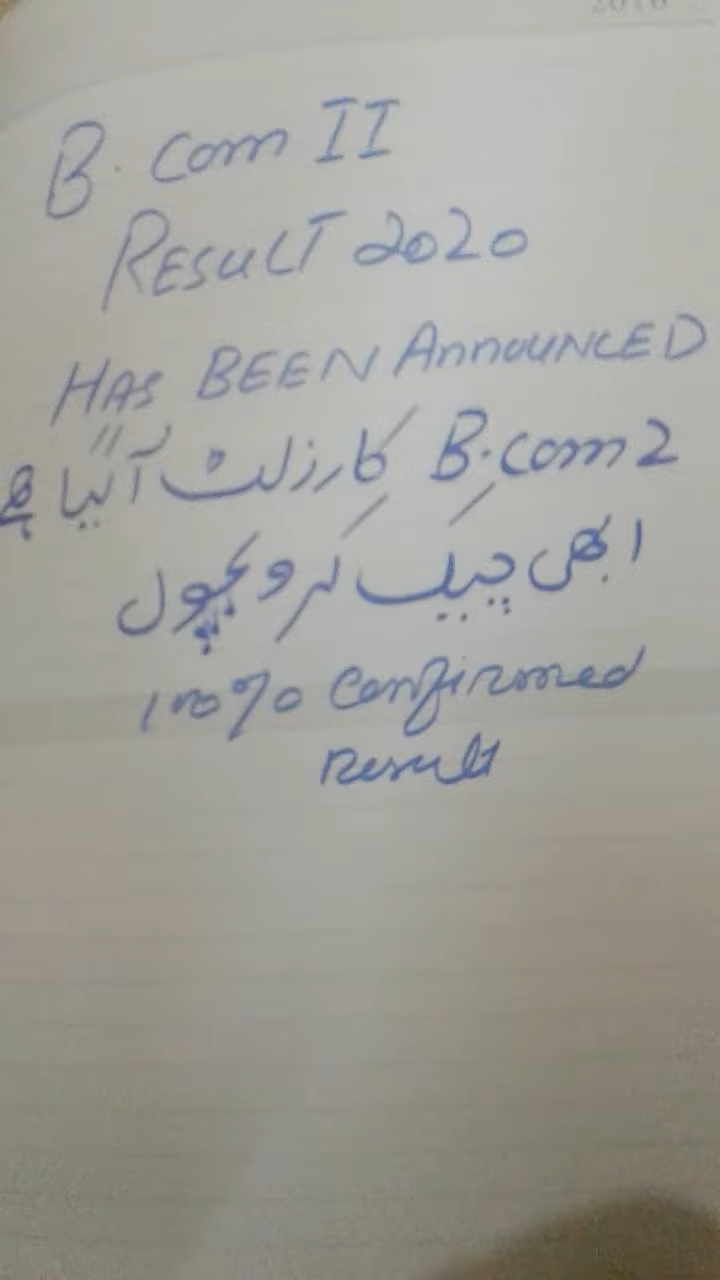 B. Com II
RESULT 2020
HAS BEEN AnnOUNCED
B.Com 2 کا رزلٹ آگیا ہے
ابھی چیک کرو بچوں
100% Confirmed
Result